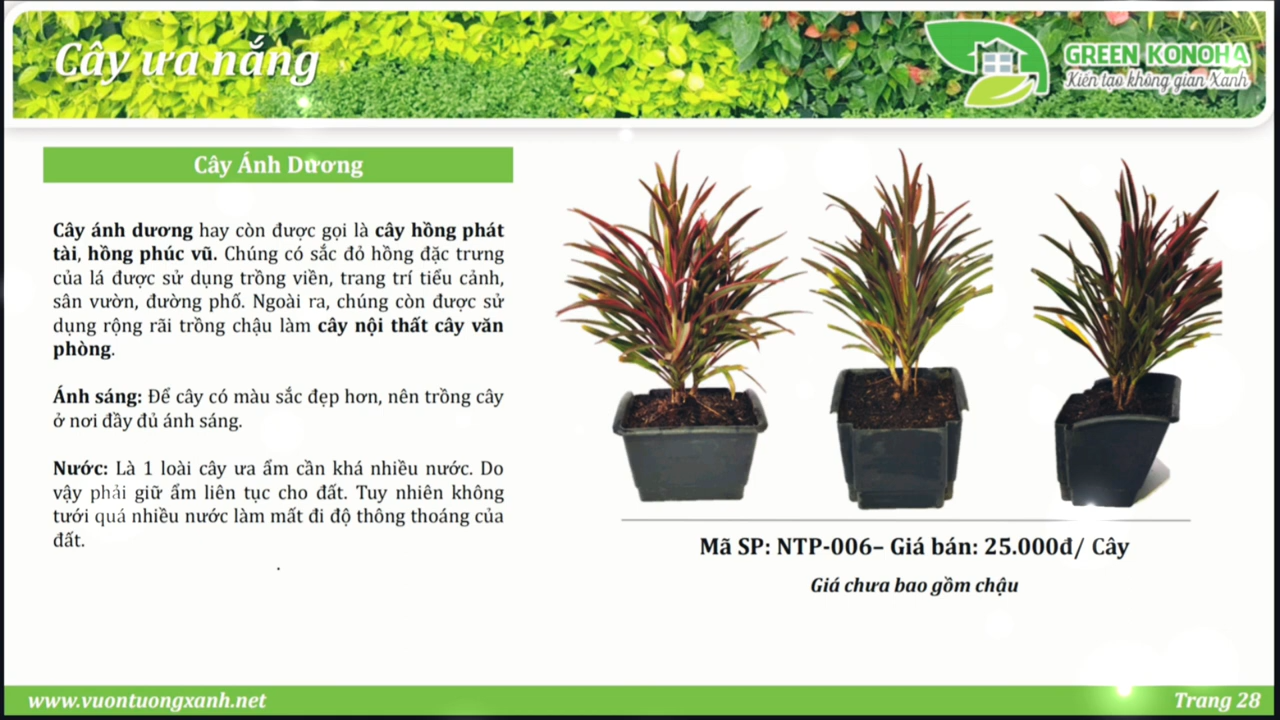 Cây ưa nắng
GREEN KONOHA
Kiến tạo không gian Xanh
Cây Ánh Dương
Cây ánh dương hay còn được gọi là cây hồng phát
tài, hồng phúc vũ. Chúng có sắc đỏ hồng đặc trưng
của lá được sử dụng trồng viền, trang trí tiểu cảnh,
sân vườn, đường phố. Ngoài ra, chúng còn được sử
dụng rộng rãi trồng chậu làm cây nội thất cây văn
phòng.
Ánh sáng: Để cây có màu sắc đẹp hơn, nên trồng cây
ở nơi đầy đủ ánh sáng.
Nước: Là 1 loài cây ưa ẩm cần khá nhiều nước. Do
vậy phải giữ ẩm liên tục cho đất. Tuy nhiên không
tưới quá nhiều nước làm mất đi độ thông thoáng của
đất.
.
Mã SP: NTP-006– Giá bán: 25.000đ/ Cây
Giá chưa bao gồm chậu
www.vuontuongxanh.net
Trang 28